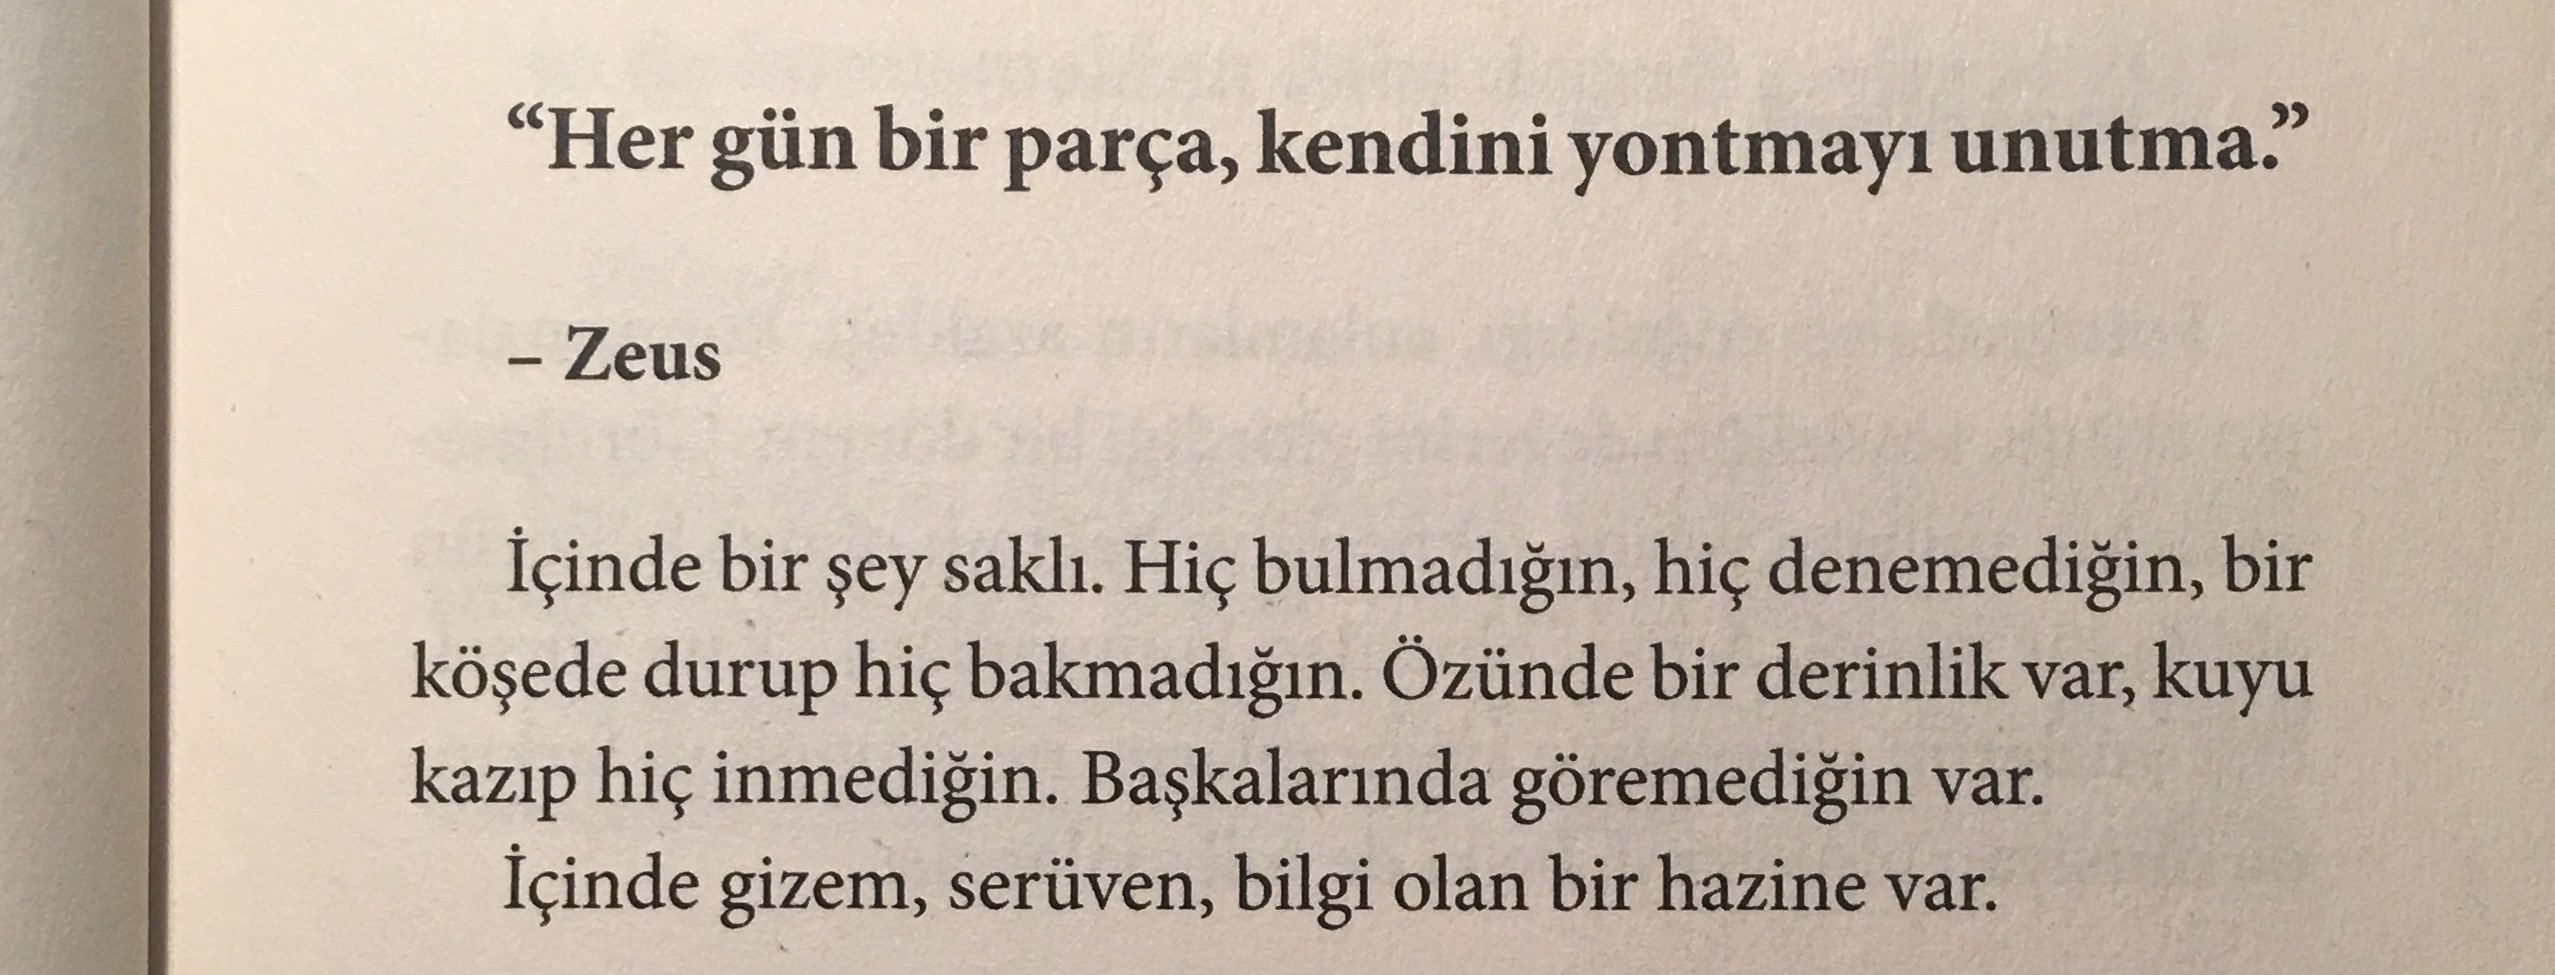 “Her gün bir parça, kendini yontmayı unutma.”
– Zeus
İçinde bir şey saklı. Hiç bulmadığın, hiç denemediğin, bir
köşede durup hiç bakmadığın. Özünde bir derinlik var, kuyu
kazıp hiç inmediğin. Başkalarında göremediğin var.
İçinde gizem, serüven, bilgi olan bir hazine var.